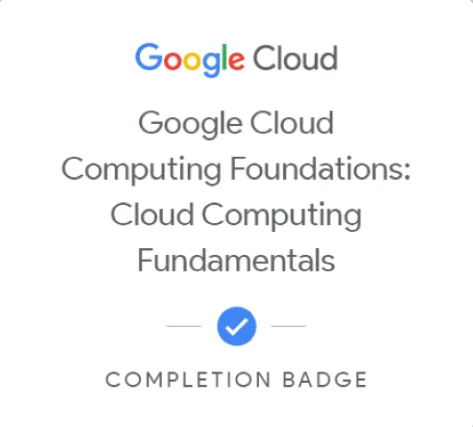 Google Cloud
Google Cloud
Computing Foundations:
Cloud Computing
Fundamentals
COMPLETION BADGE